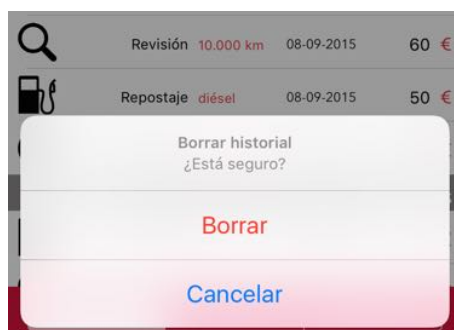 Revisión 10.000 km 08-09-2015 60 €
Repostaje diésel 08-09-2015 50 €
Borrar historial
¿Está seguro?
Borrar
Cancelar